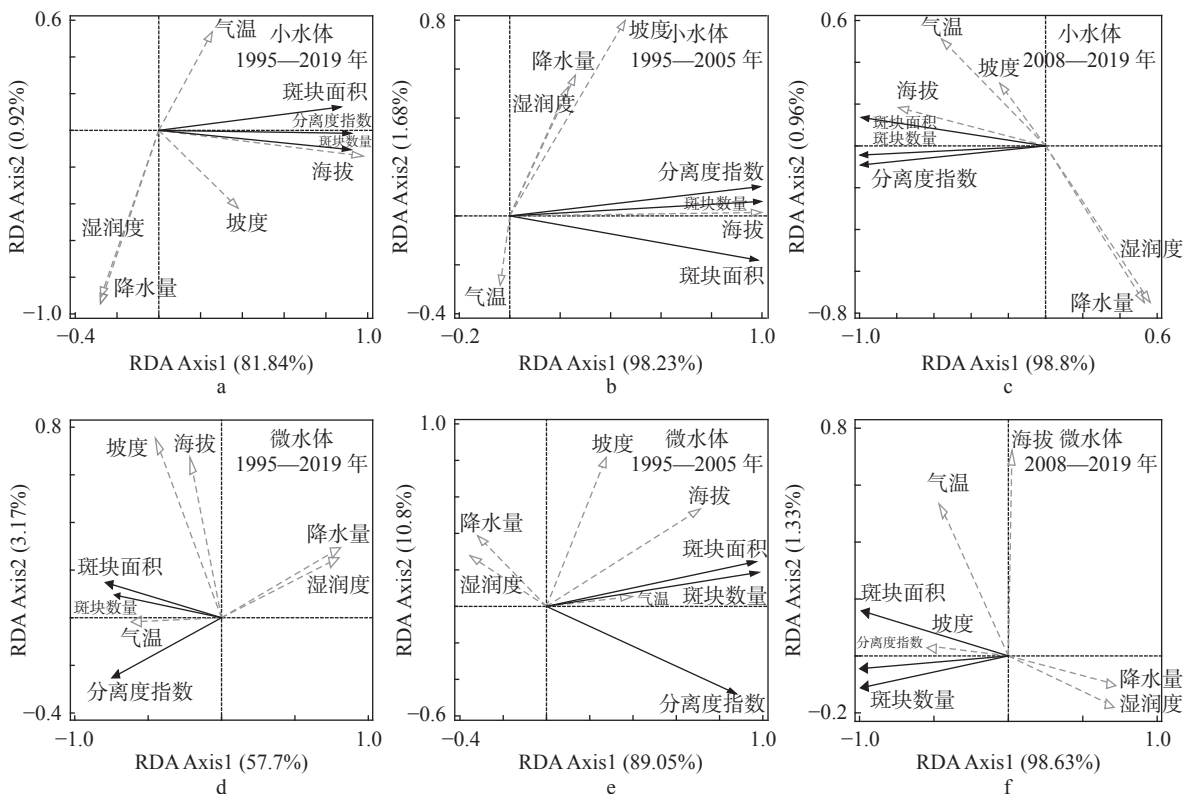 0.6
气温
小水体
1995—2019 年
斑块面积
分离度指数
斑块数量
海拔
坡度
湿润度
降水量
−1.0
−0.4
1.0
RDA Axis1 (81.84%)
RDA Axis2 (0.92%)
a
0.8
坡度
小水体
1995—2005 年
降水量
湿润度
分离度指数
斑块数量
海拔
斑块面积
气温
−0.4
−0.2
1.0
RDA Axis1 (98.23%)
RDA Axis2 (1.68%)
b
0.6
气温
小水体
2008—2019 年
坡度
海拔
斑块面积
斑块数量
分离度指数
湿润度
降水量
−0.8
−1.0
0.6
RDA Axis1 (98.8%)
RDA Axis2 (0.96%)
c
0.8
坡度
海拔
微水体
1995—2019 年
降水量
湿润度
斑块面积
斑块数量
气温
分离度指数
−0.4
−1.0
1.0
RDA Axis1 (57.7%)
RDA Axis2 (3.17%)
d
1.0
坡度
微水体
1995—2005 年
海拔
降水量
湿润度
斑块面积
气温
斑块数量
分离度指数
−0.6
−0.4
1.0
RDA Axis1 (89.05%)
RDA Axis2 (10.8%)
e
0.8
海拔
微水体
2008—2019 年
气温
斑块面积
坡度
分离度指数
斑块数量
降水量
湿润度
−0.2
−1.0
1.0
RDA Axis1 (98.63%)
RDA Axis2 (1.33%)
f